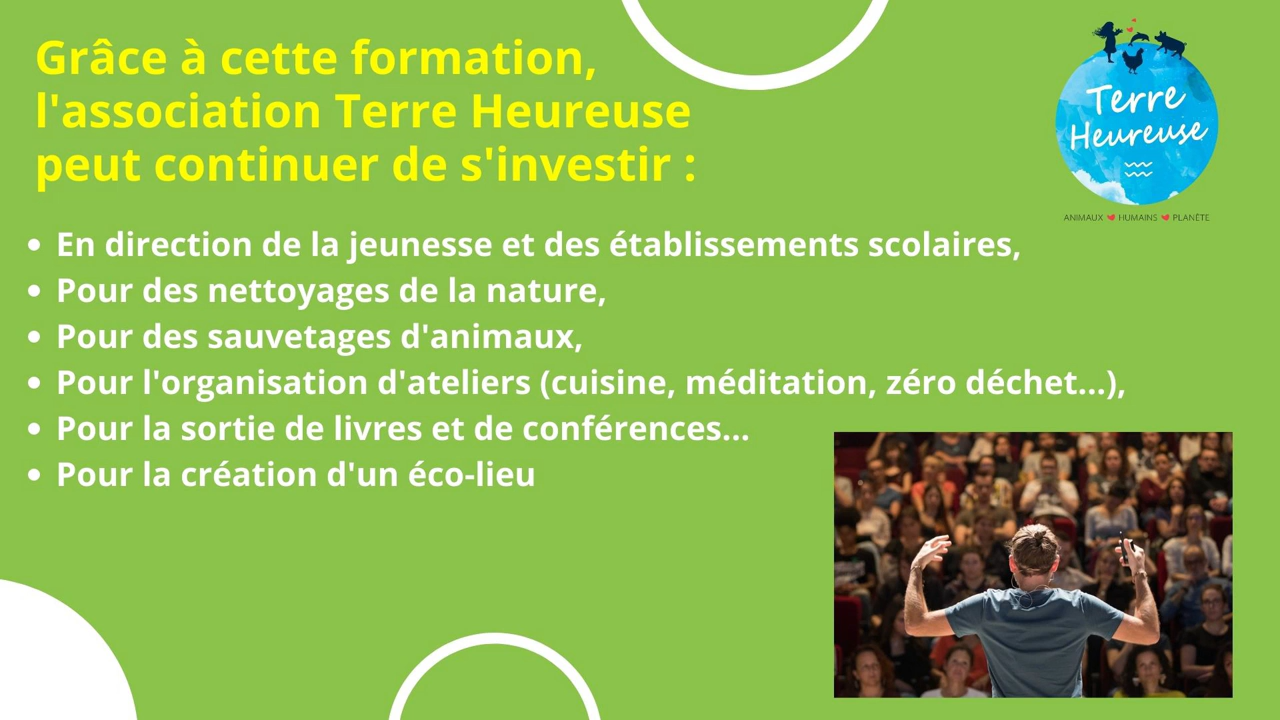 Grâce à cette formation,
l'association Terre Heureuse
peut continuer de s'investir :
Terre
Heureuse
ANIMAUX HUMAINS PLANÈTE
• En direction de la jeunesse et des établissements scolaires,
• Pour des nettoyages de la nature,
• Pour des sauvetages d'animaux,
• Pour l'organisation d'ateliers (cuisine, méditation, zéro déchet...),
• Pour la sortie de livres et de conférences...
• Pour la création d'un éco-lieu